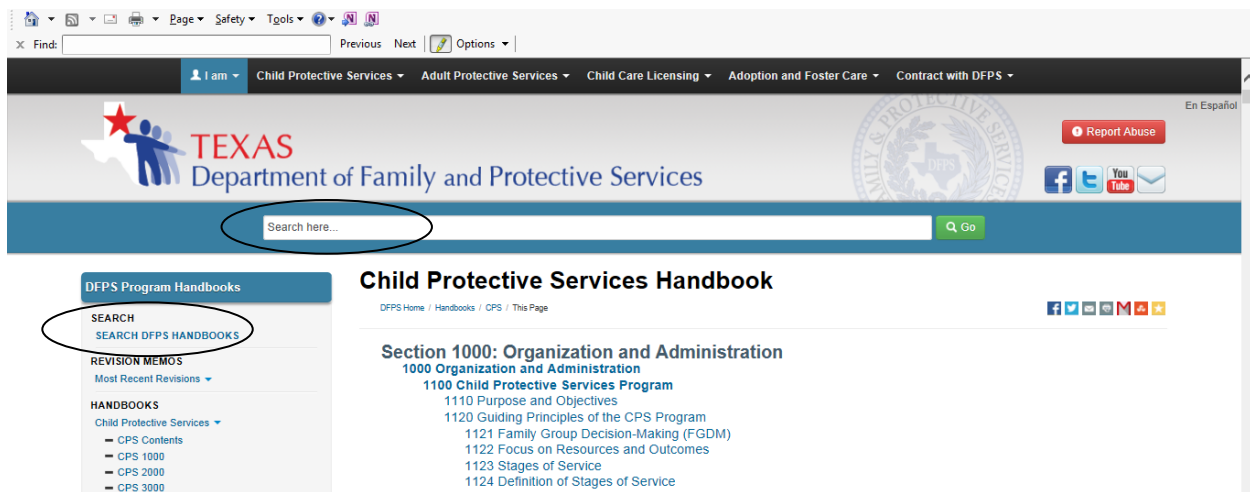 Page Safety Tools
x Find: Previous Next Options
I am Child Protective Services Adult Protective Services Child Care Licensing Adoption and Foster Care Contract with DFPS
En Español
TEXAS
Department of Family and Protective Services
PROTECTIVE SERVICES
FAMILY &
DFPS
Report Abuse
You
Tube
Search here...
Go
DFPS Program Handbooks
SEARCH
SEARCH DFPS HANDBOOKS
REVISION MEMOS
Most Recent Revisions
HANDBOOKS
Child Protective Services
CPS Contents
CPS 1000
CPS 2000
CPS 3000
Child Protective Services Handbook
DFPS Home / Handbooks / CPS / This Page
Section 1000: Organization and Administration
1000 Organization and Administration
1100 Child Protective Services Program
1110 Purpose and Objectives
1120 Guiding Principles of the CPS Program
1121 Family Group Decision-Making (FGDM)
1122 Focus on Resources and Outcomes
1123 Stages of Service
1124 Definition of Stages of Service